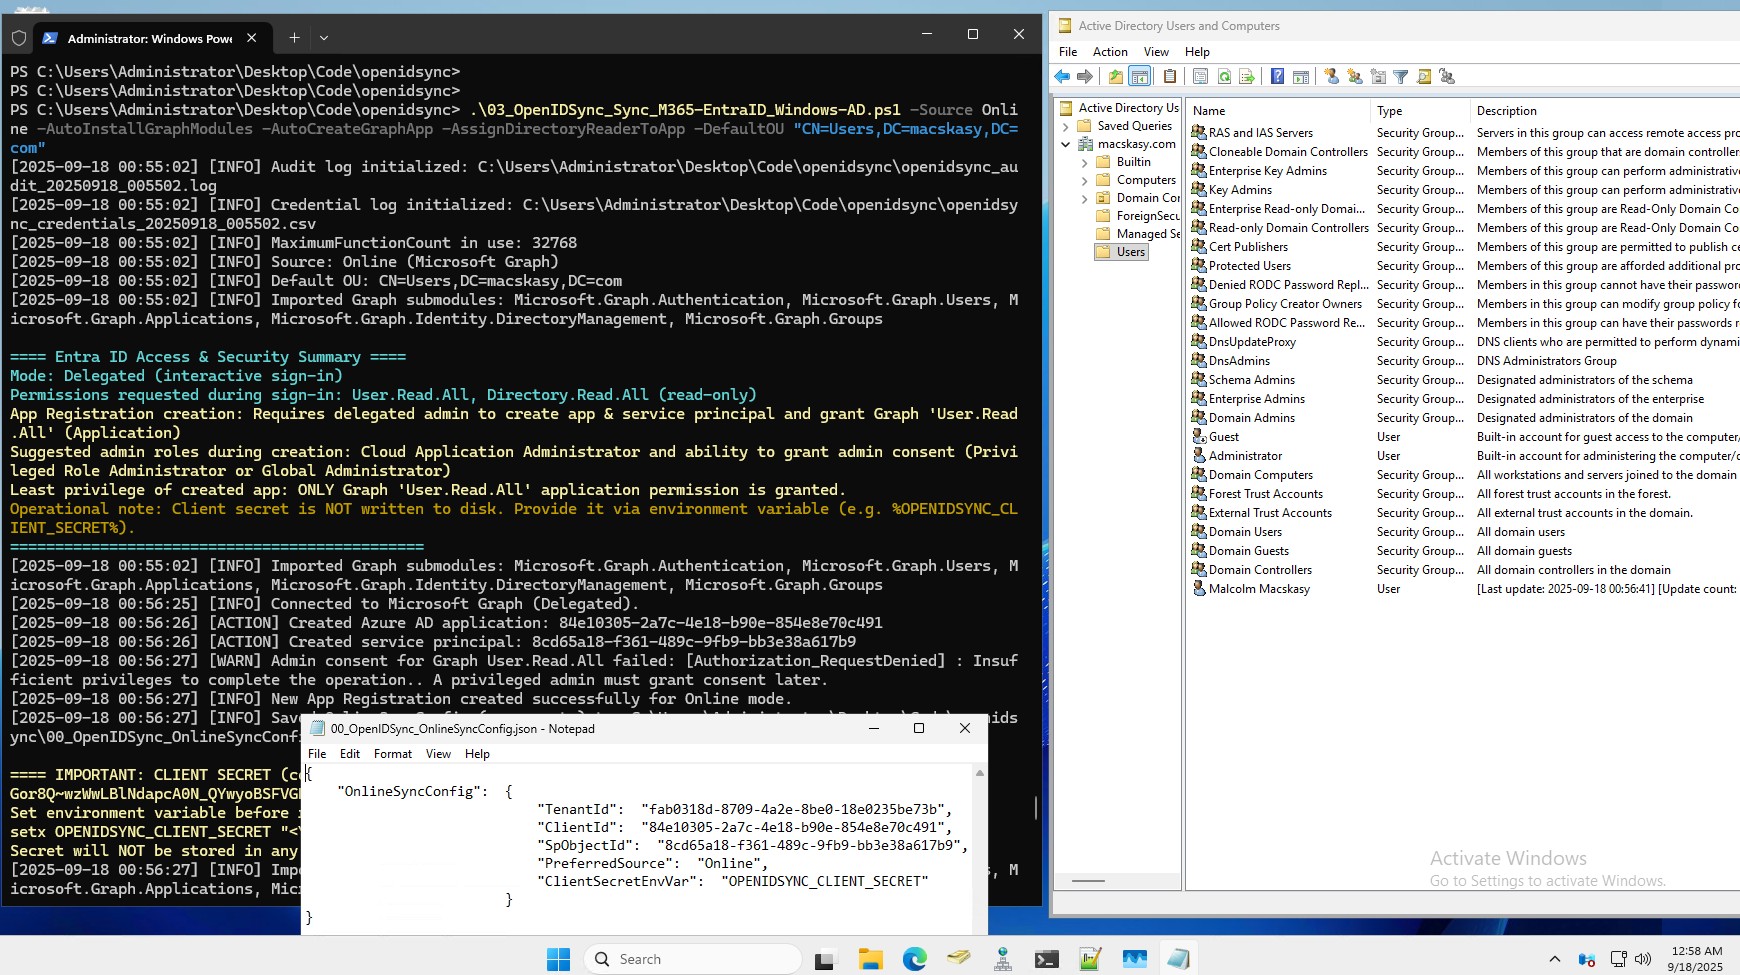 Administrator: Windows Powe
PS C:\Users\Administrator\Desktop\Code\openidsync>
PS C:\Users\Administrator\Desktop\Code\openidsync>
PS C:\Users\Administrator\Desktop\Code\openidsync> .\03_OpenIDSync_Sync_M365-EntraID_Windows-AD.ps1 -Source Onli
ne -AutoInstallGraphModules -AutoCreateGraphApp -AssignDirectoryReaderToApp -DefaultOU "CN=Users,DC=macskasy,DC=
com"
[2025-09-18 00:55:02] [INFO] Audit log initialized: C:\Users\Administrator\Desktop\Code\openidsync\openidsync_au
dit_20250918_005502.log
[2025-09-18 00:55:02] [INFO] Credential log initialized: C:\Users\Administrator\Desktop\Code\openidsync\openidsy
nc_credentials_20250918_005502.csv
[2025-09-18 00:55:02] [INFO] MaximumFunctionCount in use: 32768
[2025-09-18 00:55:02] [INFO] Source: Online (Microsoft Graph)
[2025-09-18 00:55:02] [INFO] Default OU: CN=Users,DC=macskasy,DC=com
[2025-09-18 00:55:02] [INFO] Imported Graph submodules: Microsoft.Graph.Authentication, Microsoft.Graph.Users, M
icrosoft.Graph.Applications, Microsoft.Graph.Identity.DirectoryManagement, Microsoft.Graph.Groups
==== Entra ID Access & Security Summary ====
Mode: Delegated (interactive sign-in)
Permissions requested during sign-in: User.Read.All, Directory.Read.All (read-only)
App Registration creation: Requires delegated admin to create app & service principal and grant Graph 'User.Read
.All' (Application)
Suggested admin roles during creation: Cloud Application Administrator and ability to grant admin consent (Privi
leged Role Administrator or Global Administrator)
Least privilege of created app: ONLY Graph 'User.Read.All' application permission is granted.
Operational note: Client secret is NOT written to disk. Provide it via environment variable (e.g. %OPENIDSYNC_CL
IENT_SECRET%).
==============================================
[2025-09-18 00:55:02] [INFO] Imported Graph submodules: Microsoft.Graph.Authentication, Microsoft.Graph.Users, M
icrosoft.Graph.Applications, Microsoft.Graph.Identity.DirectoryManagement, Microsoft.Graph.Groups
[2025-09-18 00:56:25] [INFO] Connected to Microsoft Graph (Delegated).
[2025-09-18 00:56:26] [ACTION] Created Azure AD application: 84e10305-2a7c-4e18-b90e-854e8e70c491
[2025-09-18 00:56:26] [ACTION] Created service principal: 8cd65a18-f361-489c-9fb9-bb3e38a617b9
[2025-09-18 00:56:27] [WARN] Admin consent for Graph User.Read.All failed: [Authorization_RequestDenied] : Insuf
ficient privileges to complete the operation.. A privileged admin must grant consent later.
[2025-09-18 00:56:27] [INFO] New App Registration created successfully for Online mode.
[2025-09-18 00:56:27] [INFO]
ync\00_OpenIDSync_OnlineSyncConfi
==== IMPORTANT: CLIENT SECRET (c
Gor8Q~wzWwLBlNdapcA0N_QYwyoBSFVG
Set environment variable before
setx OPENIDSYNC_CLIENT_SECRET "<
Secret will NOT be stored in any
[2025-09-18 00:56:27] [INFO] Imp s, M
icrosoft.Graph.Applications, Mic
00_OpenIDSync_OnlineSyncConfig.json - Notepad
File Edit Format View Help
{
"OnlineSyncConfig": {
"TenantId": "fab0318d-8709-4a2e-8be0-18e0235be73b",
"ClientId": "84e10305-2a7c-4e18-b90e-854e8e70c491",
"SpObjectId": "8cd65a18-f361-489c-9fb9-bb3e38a617b9",
"PreferredSource": "Online",
"ClientSecretEnvVar": "OPENIDSYNC_CLIENT_SECRET"
}
}
Active Directory Users and Computers
File Action View Help
Active Directory Us
Saved Queries
macskasy.com
Builtin
Computers
Domain Cor
ForeignSecu
Managed Se
Users
Name Type Description
RAS and IAS Servers Security Group... Servers in this group can access remote access pro
Cloneable Domain Controllers Security Group... Members of this group that are domain controller
Enterprise Key Admins Security Group... Members of this group can perform administrative
Key Admins Security Group... Members of this group can perform administrative
Enterprise Read-only Domai... Security Group... Members of this group are Read-Only Domain Co
Read-only Domain Controllers Security Group... Members of this group are Read-Only Domain Co
Cert Publishers Security Group... Members of this group are permitted to publish ce
Protected Users Security Group... Members of this group are afforded additional pro
Denied RODC Password Repl... Security Group... Members in this group cannot have their password
Group Policy Creator Owners Security Group... Members in this group can modify group policy fo
Allowed RODC Password Re... Security Group... Members in this group can have their passwords r
DnsUpdateProxy Security Group... DNS clients who are permitted to perform dynami
DnsAdmins Security Group... DNS Administrators Group
Schema Admins Security Group... Designated administrators of the schema
Enterprise Admins Security Group... Designated administrators of the enterprise
Domain Admins Security Group... Designated administrators of the domain
Guest User Built-in account for guest access to the computer/
Administrator User Built-in account for administering the computer/c
Domain Computers Security Group... All workstations and servers joined to the domain
Forest Trust Accounts Security Group... All forest trust accounts in the forest.
External Trust Accounts Security Group... All external trust accounts in the domain.
Domain Users Security Group... All domain users
Domain Guests Security Group... All domain guests
Domain Controllers Security Group... All domain controllers in the domain
Malcolm Macskasy User [Last update: 2025-09-18 00:56:41] [Update count:
Activate Windows
Go to Settings to activate Windows.
Search
12:58 AM
9/18/2025